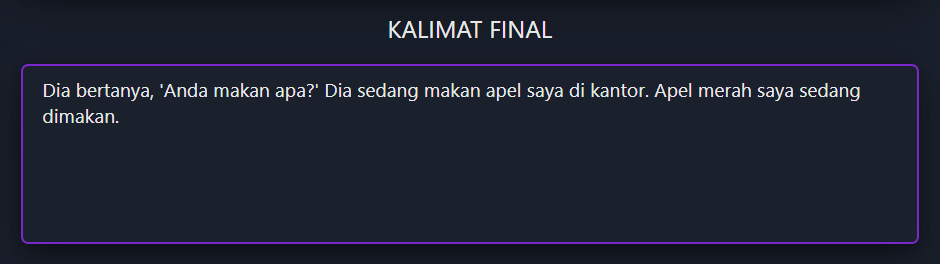 KALIMAT FINAL
Dia bertanya, 'Anda makan apa?' Dia sedang makan apel saya di kantor. Apel merah saya sedang
dimakan.